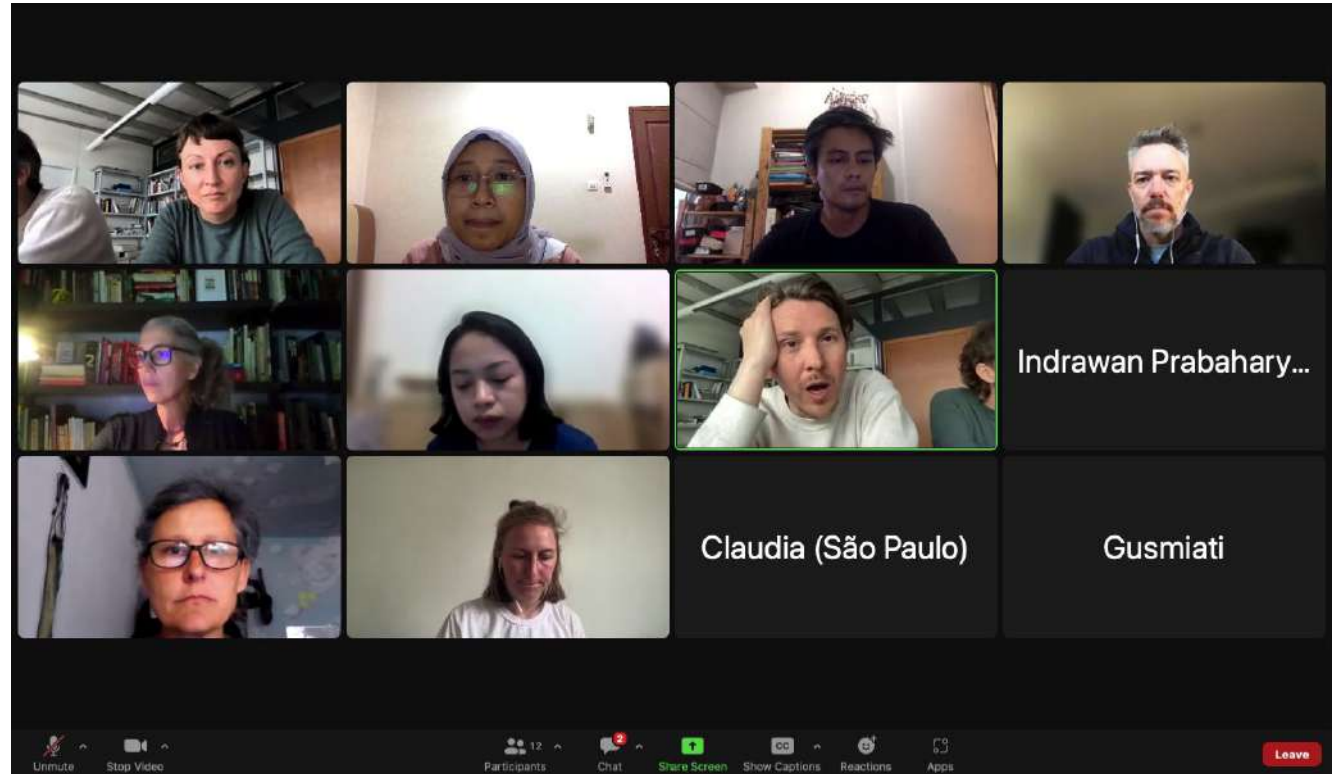 Indrawan Prabahary...
Claudia (São Paulo)
Gusmiati
12
2
CC
Unmute
Stop Video
Participants
Chat
Share Screen
Show Captions
Reactions
Apps
Leave